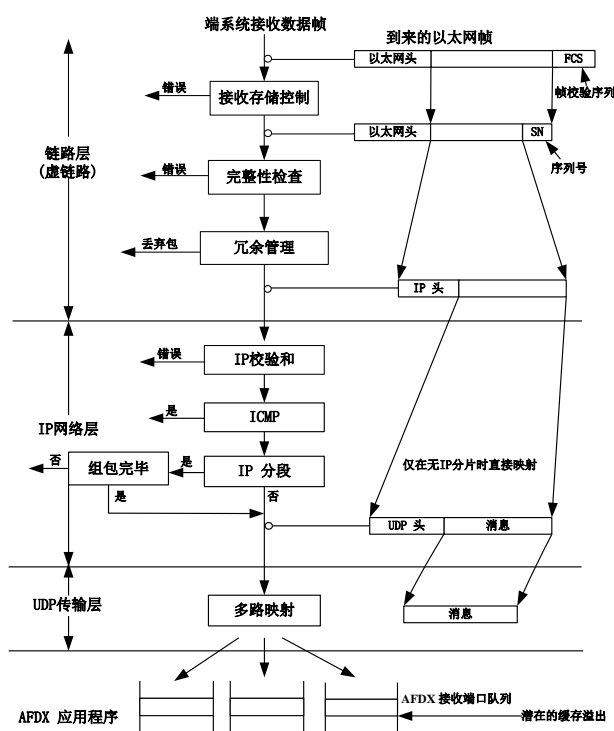 端系统接收数据帧
到来的以太网帧
以太网头
FCS
帧校验序列
错误
接收存储控制
以太网头
SN
序列号
链路层
(虚链路)
错误
完整性检查
丢弃包
冗余管理
IP 头
错误
IP校验和
是
ICMP
IP网络层
否
组包完毕
是
IP 分段
仅在无IP分片时直接映射
是
否
UDP 头
消息
UDP传输层
多路映射
消息
AFDX 接收端口队列
AFDX 应用程序
潜在的缓存溢出